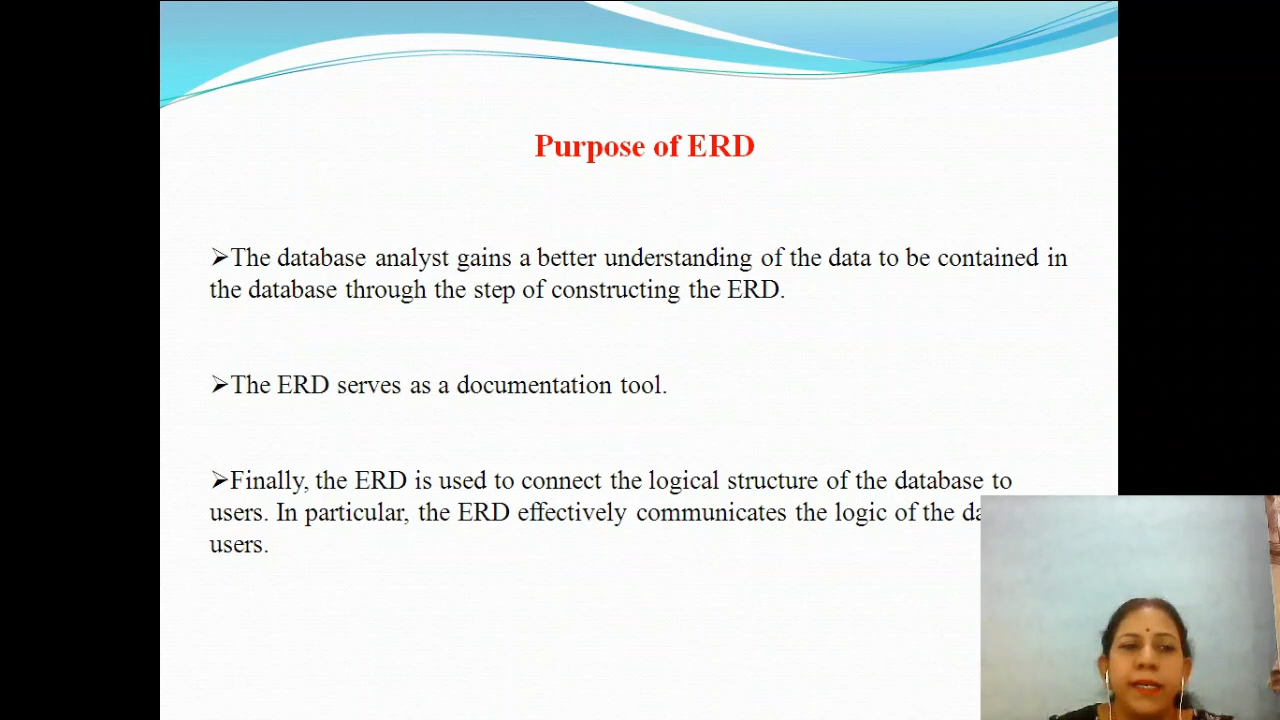 Purpose of ERD
➢The database analyst gains a better understanding of the data to be contained in
the database through the step of constructing the ERD.
➢The ERD serves as a documentation tool.
➢Finally, the ERD is used to connect the logical structure of the database to
users. In particular, the ERD effectively communicates the logic of the
users.